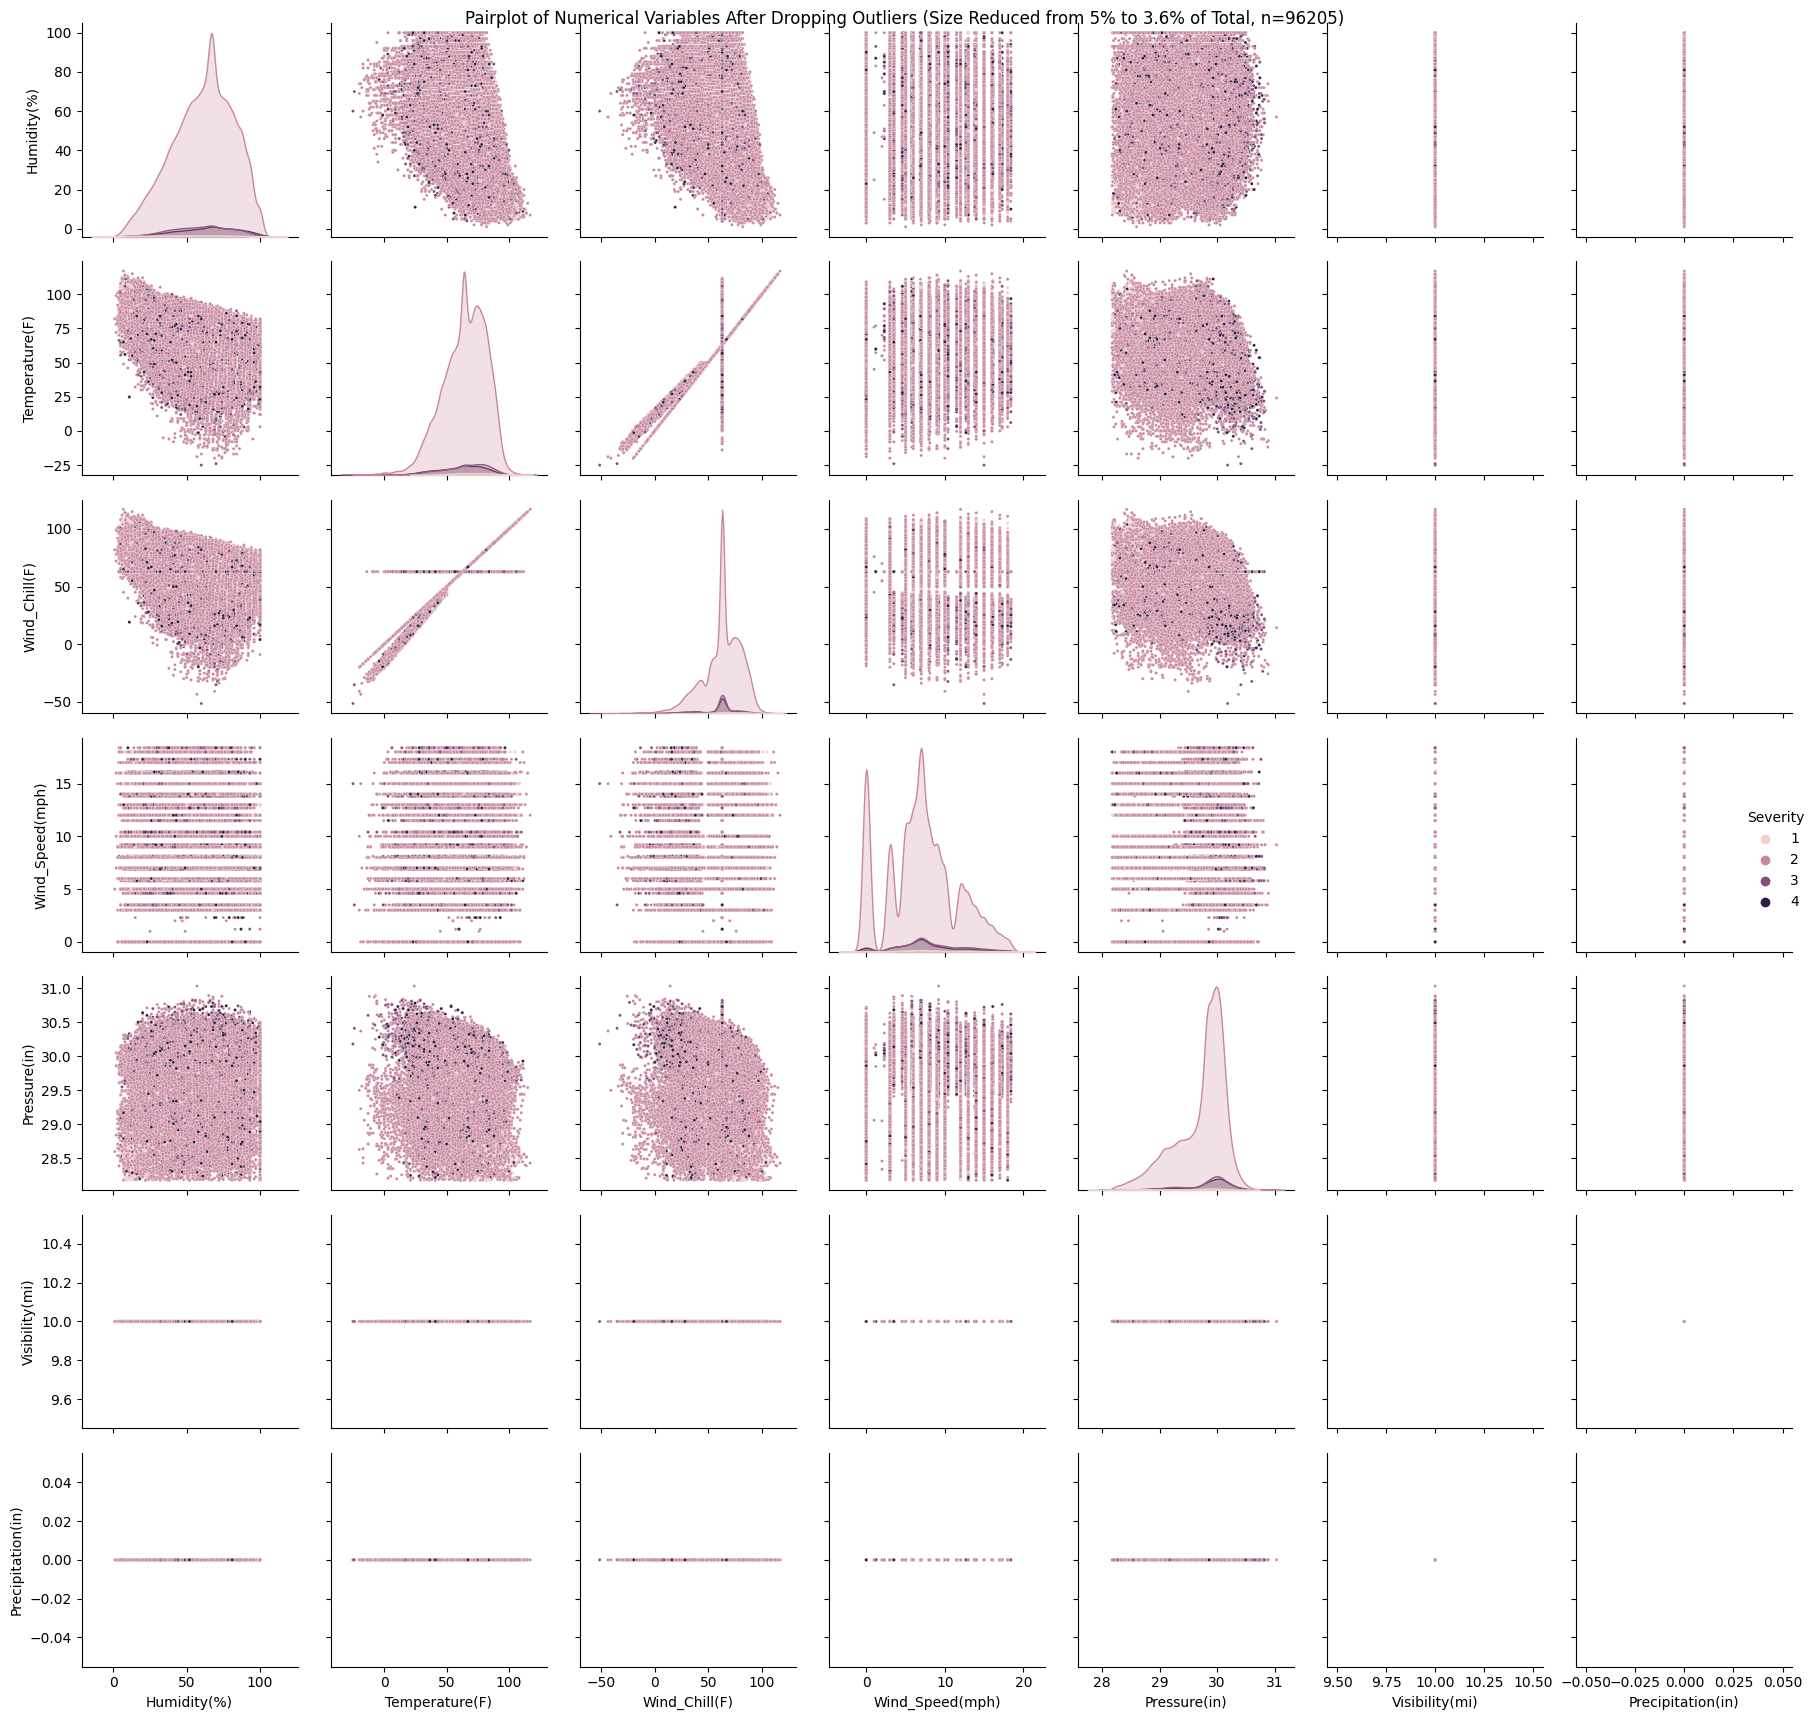 Pairplot of Numerical Variables After Dropping Outliers (Size Reduced from 5% to 3.6% of Total, n=96205)
100
80
60
40
20
0
Humidity(%)
100
75
50
25
0
−25
Temperature(F)
100
50
0
−50
Wind_Chill(F)
15
10
5
0
Wind_Speed(mph)
Severity
1
2
3
4
31.0
30.5
30.0
29.5
29.0
28.5
Pressure(in)
10.4
10.2
10.0
9.8
9.6
Visibility(mi)
0.04
0.02
0.00
−0.02
−0.04
Precipitation(in)
0 50 100
0 50 100
−50 0 50 100
0 10 20
28 29 30 31
9.50 9.75 10.00 10.25 10.50
−0.050 −0.025 0.000 0.025 0.050
Humidity(%)
Temperature(F)
Wind_Chill(F)
Wind_Speed(mph)
Pressure(in)
Visibility(mi)
Precipitation(in)